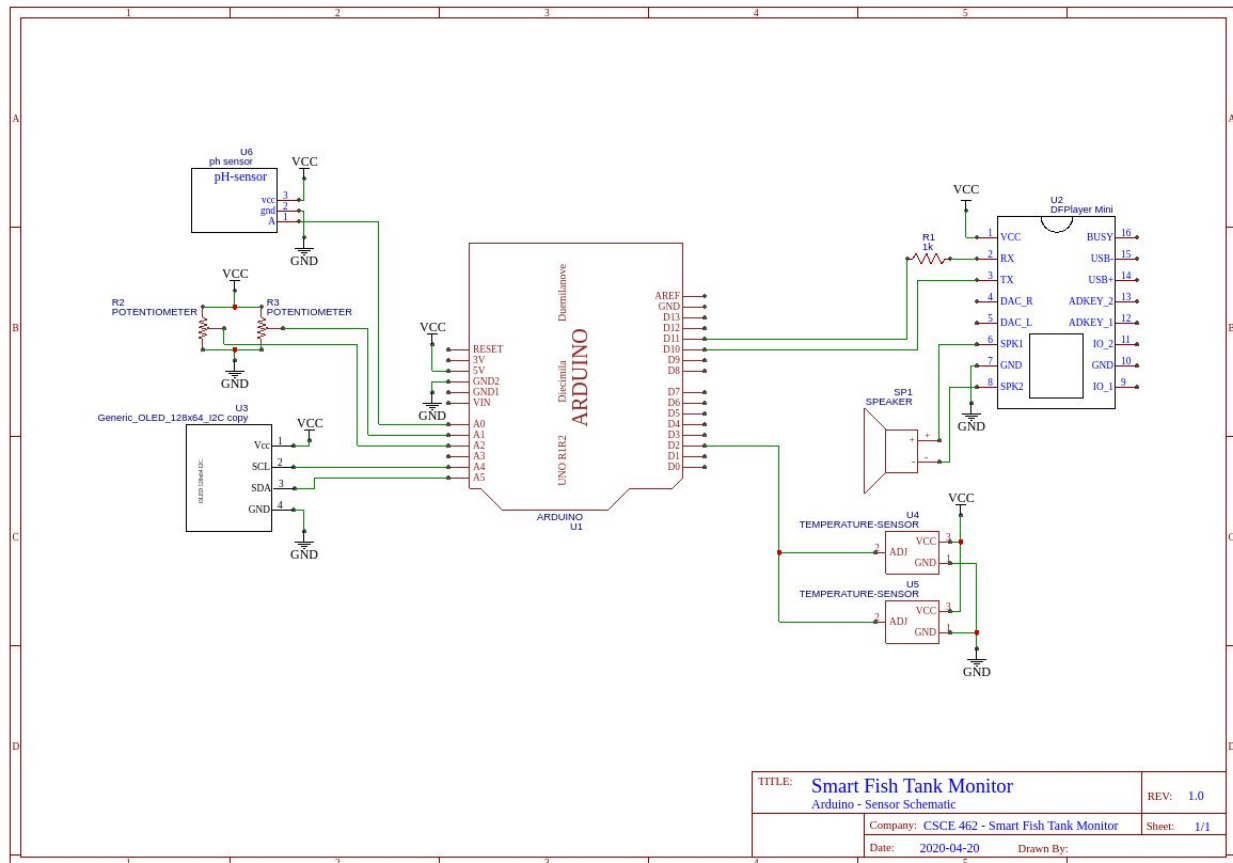 1 2 3 4 5
A A
B B
C C
D D
U6
ph sensor
pH-sensor
vcc 3
gnd 2
A 1
VCC
GND
VCC
R2
POTENTIOMETER
R3
POTENTIOMETER
GND
U3
Generic_OLED_128x64_I2C copy
OLED 128x64 I2C
Vcc 1
SCL 2
SDA 3
GND 4
VCC
GND
VCC
GND
RESET
3V
5V
GND2
GND1
VIN
A0
A1
A2
A3
A4
A5
Duemilanove
Diecimila
UNO R1R2
ARDUINO
AREF
GND
D13
D12
D11
D10
D9
D8
D7
D6
D5
D4
D3
D2
D1
D0
ARDUINO
U1
VCC
R1
1k
U2
DFPlayer Mini
1 VCC BUSY 16
2 RX USB- 15
3 TX USB+ 14
4 DAC_R ADKEY_2 13
5 DAC_L ADKEY_1 12
6 SPK1 IO_2 11
7 GND GND 10
8 SPK2 IO_1 9
GND
SP1
SPEAKER
+ +
- -
VCC
U4
TEMPERATURE-SENSOR
2 ADJ VCC 3
GND 1
U5
TEMPERATURE-SENSOR
2 ADJ VCC 3
GND 1
GND
TITLE: Smart Fish Tank Monitor
Arduino - Sensor Schematic
REV: 1.0
Company: CSCE 462 - Smart Fish Tank Monitor
Sheet: 1/1
Date: 2020-04-20
Drawn By:
1 2 3 4 5